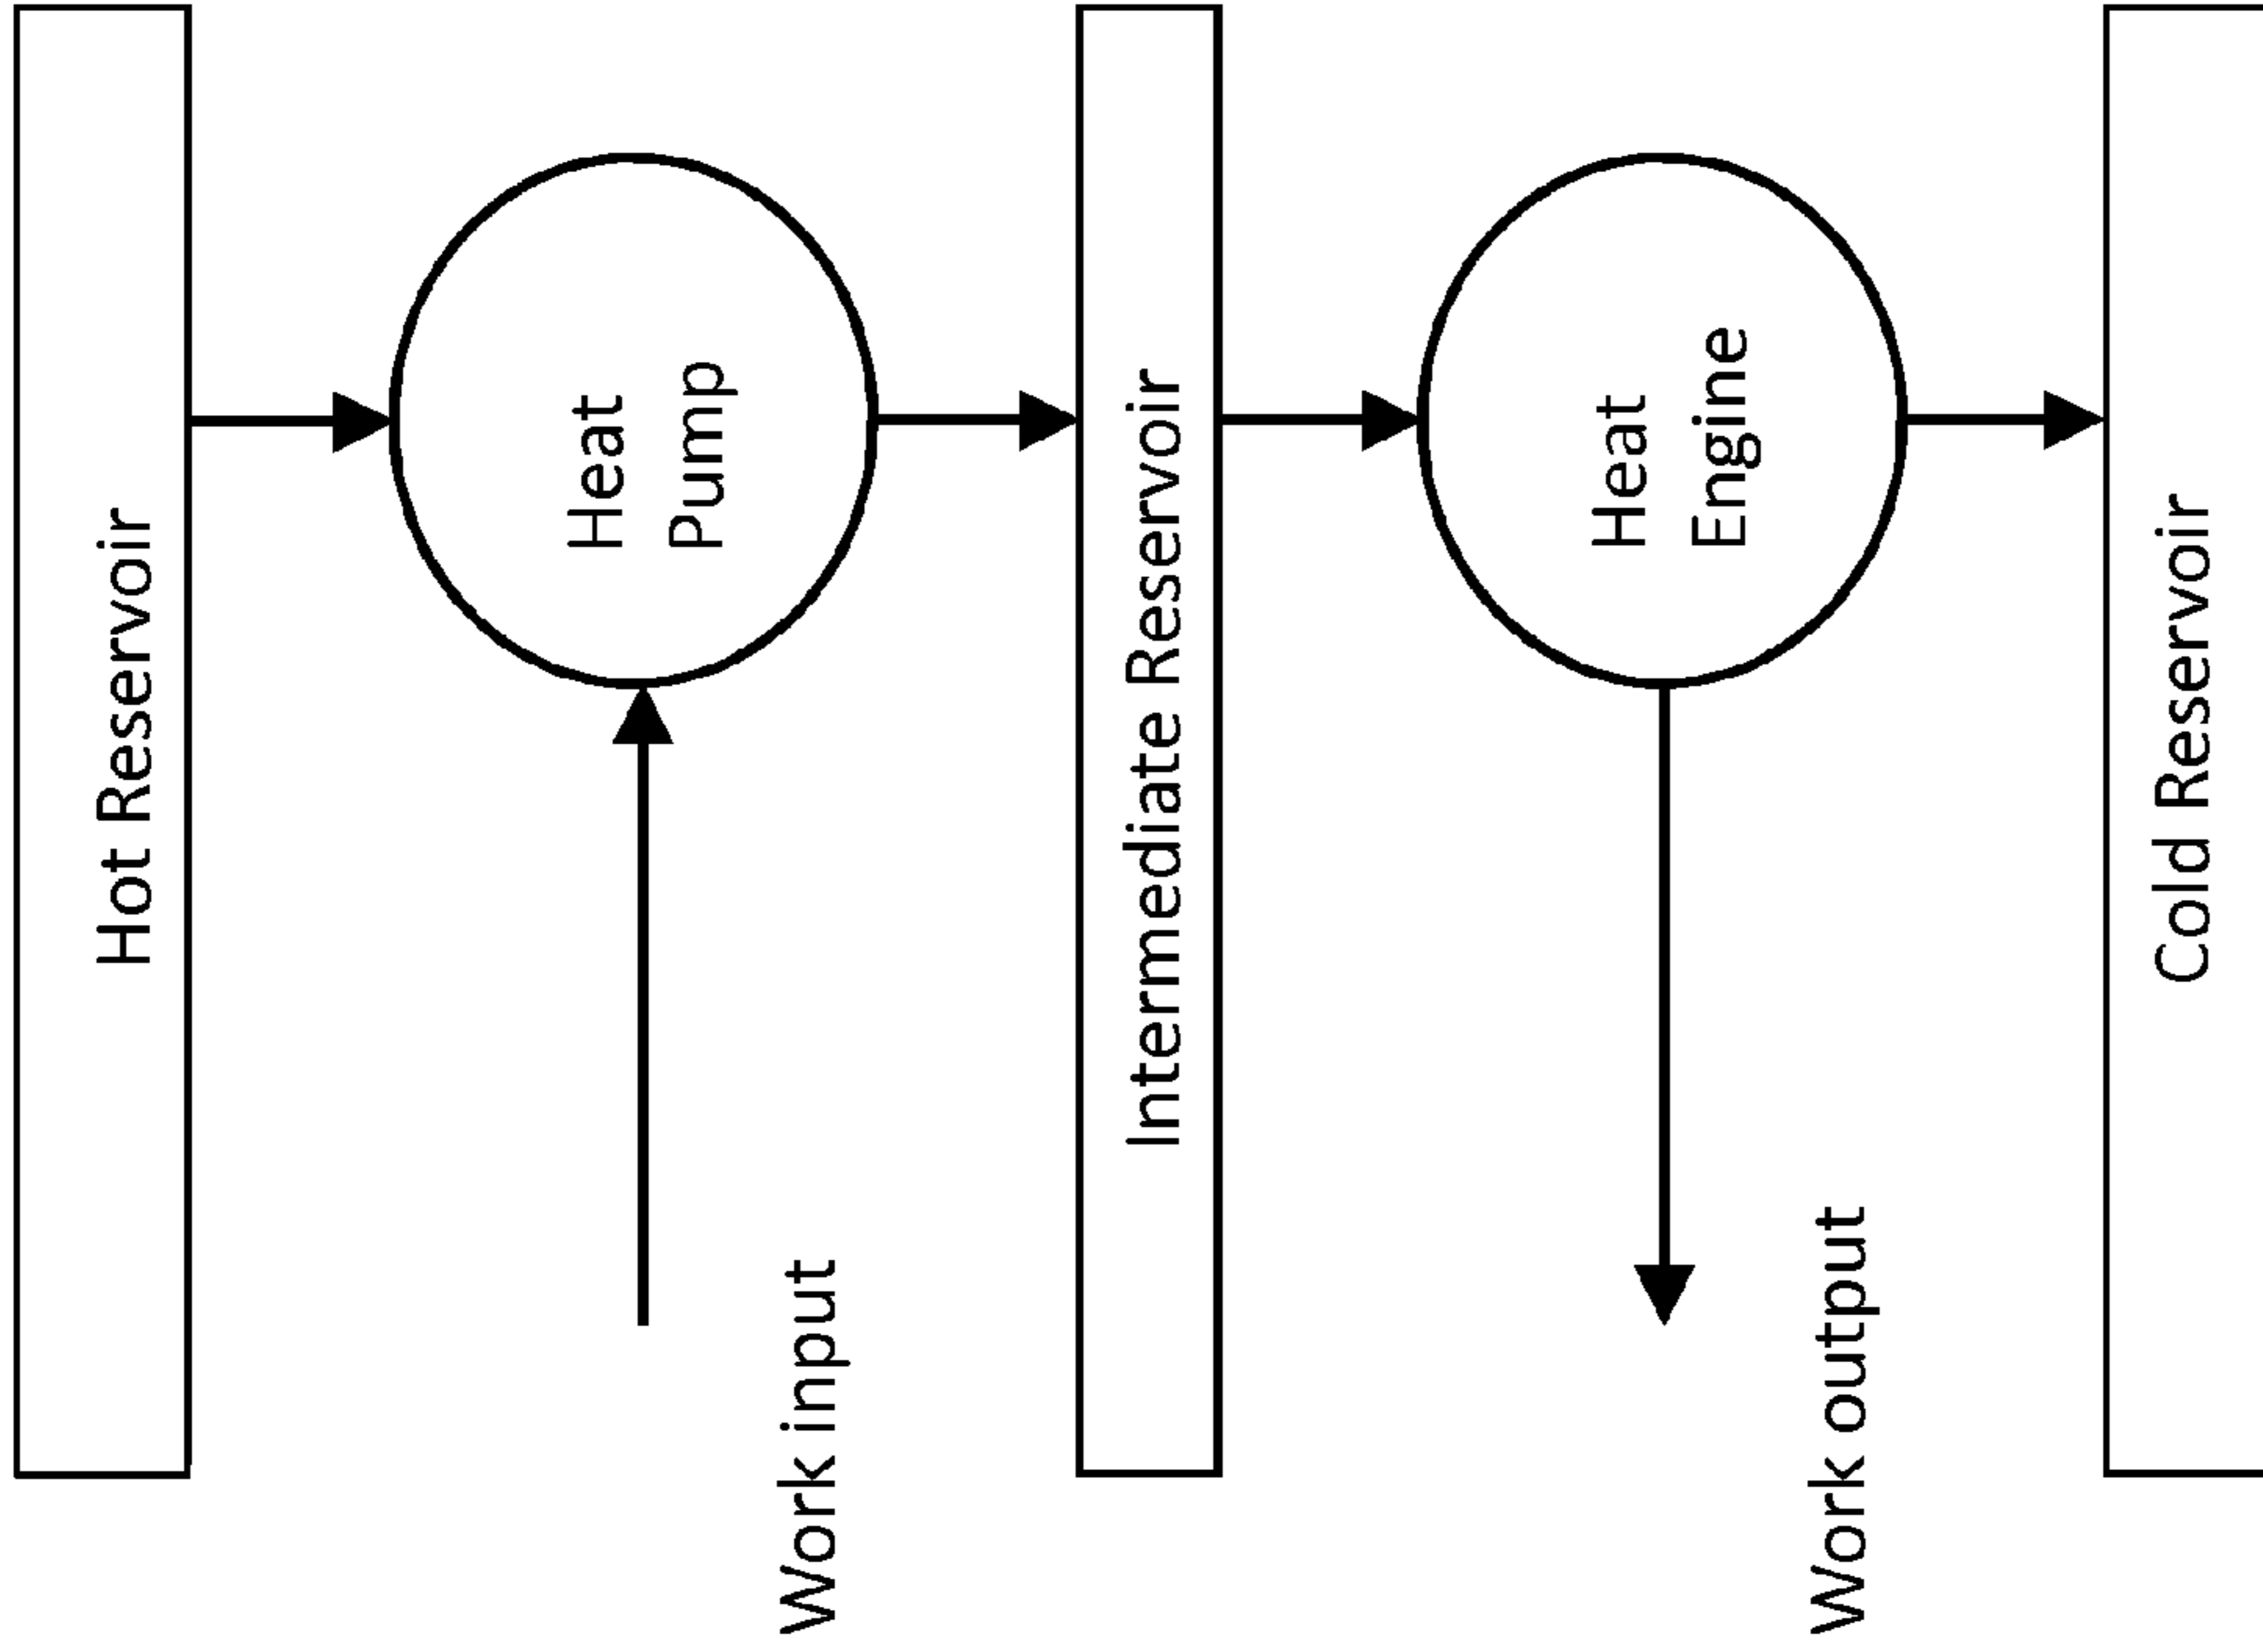 Hot Reservoir
Heat
Pump
Work input
Intermediate Reservoir
Heat
Engine
Work output
Cold Reservoir